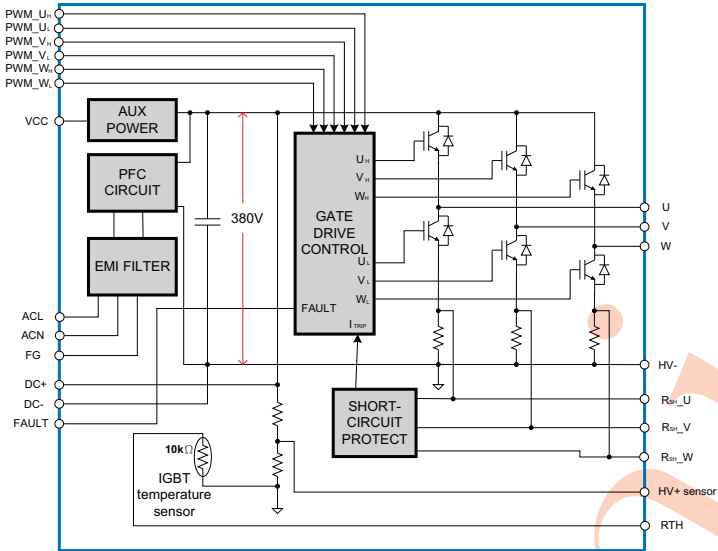 PWM_UH
PWM_UL
PWM_VH
PWM_VL
PWM_WH
PWM_WL
VCC
AUX
POWER
PFC
CIRCUIT
EMI FILTER
380V
GATE
DRIVE
CONTROL
UH
VH
WH
UL
VL
WL
FAULT
ITRIP
U
V
W
ACL
ACN
FG
DC+
DC-
FAULT
SHORT-
CIRCUIT
PROTECT
HV-
RSH_U
RSH_V
RSH_W
HV+ sensor
RTH
10kΩ
IGBT
temperature
sensor